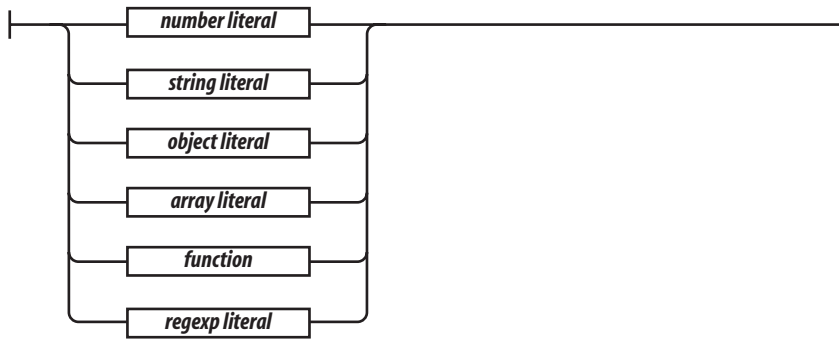 number literal
string literal
object literal
array literal
function
regexp literal